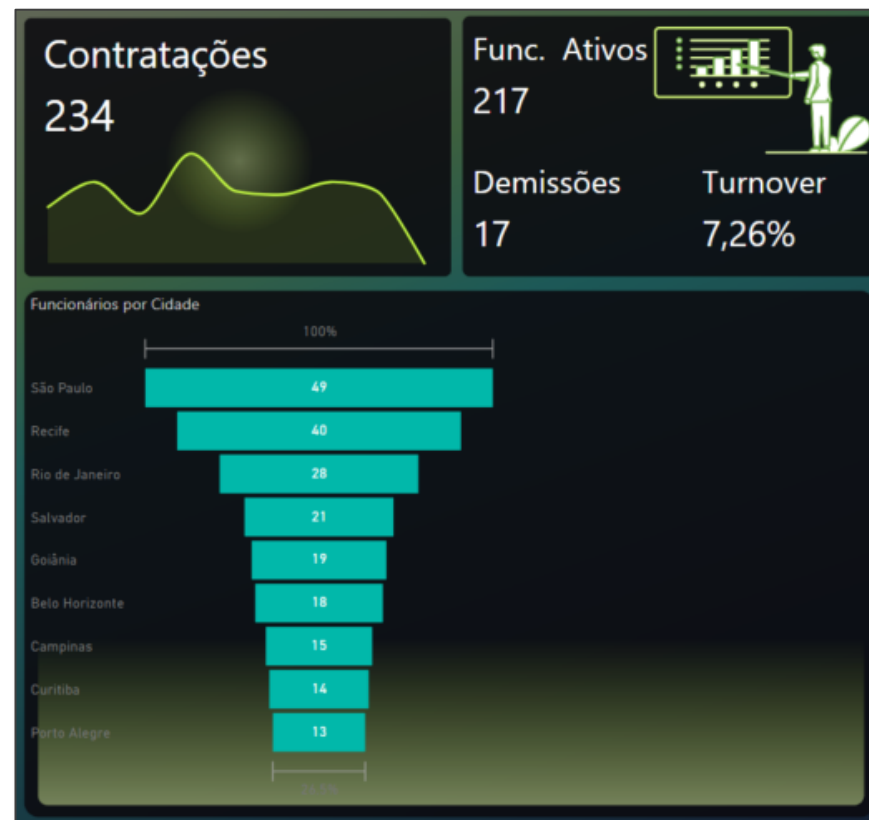 Contratações
234
Func. Ativos
217
Demissões
17
Turnover
7,26%
Funcionários por Cidade
100%
São Paulo
49
Recife
40
Rio de Janeiro
28
Salvador
21
Goiânia
19
Belo Horizonte
18
Campinas
15
Curitiba
14
Porto Alegre
13